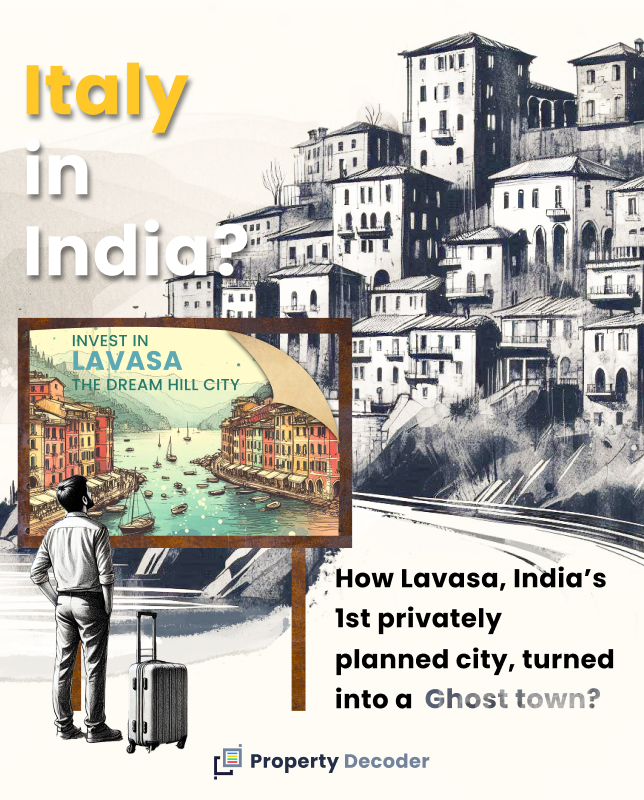 Italy
in
India?
INVEST IN
LAVASA
THE DREAM HILL CITY
How Lavasa, India's
1st privately
planned city, turned
into a Ghost town?
Property Decoder